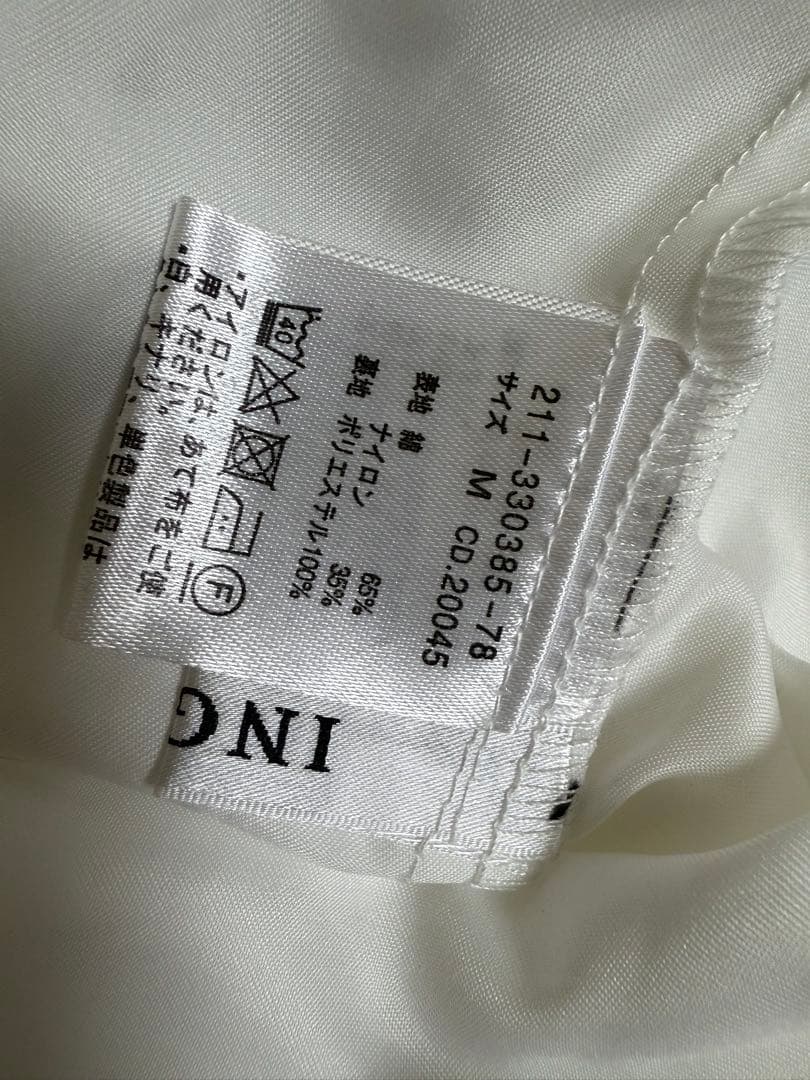 211-330385-78
サイズ M CD.20045
表地 綿 65%
ナイロン 35%
裏地 ポリエステル100%
40
F
・アイロンは、あて布をご使
用ください。
・白、キナリ、単色製品は
ING